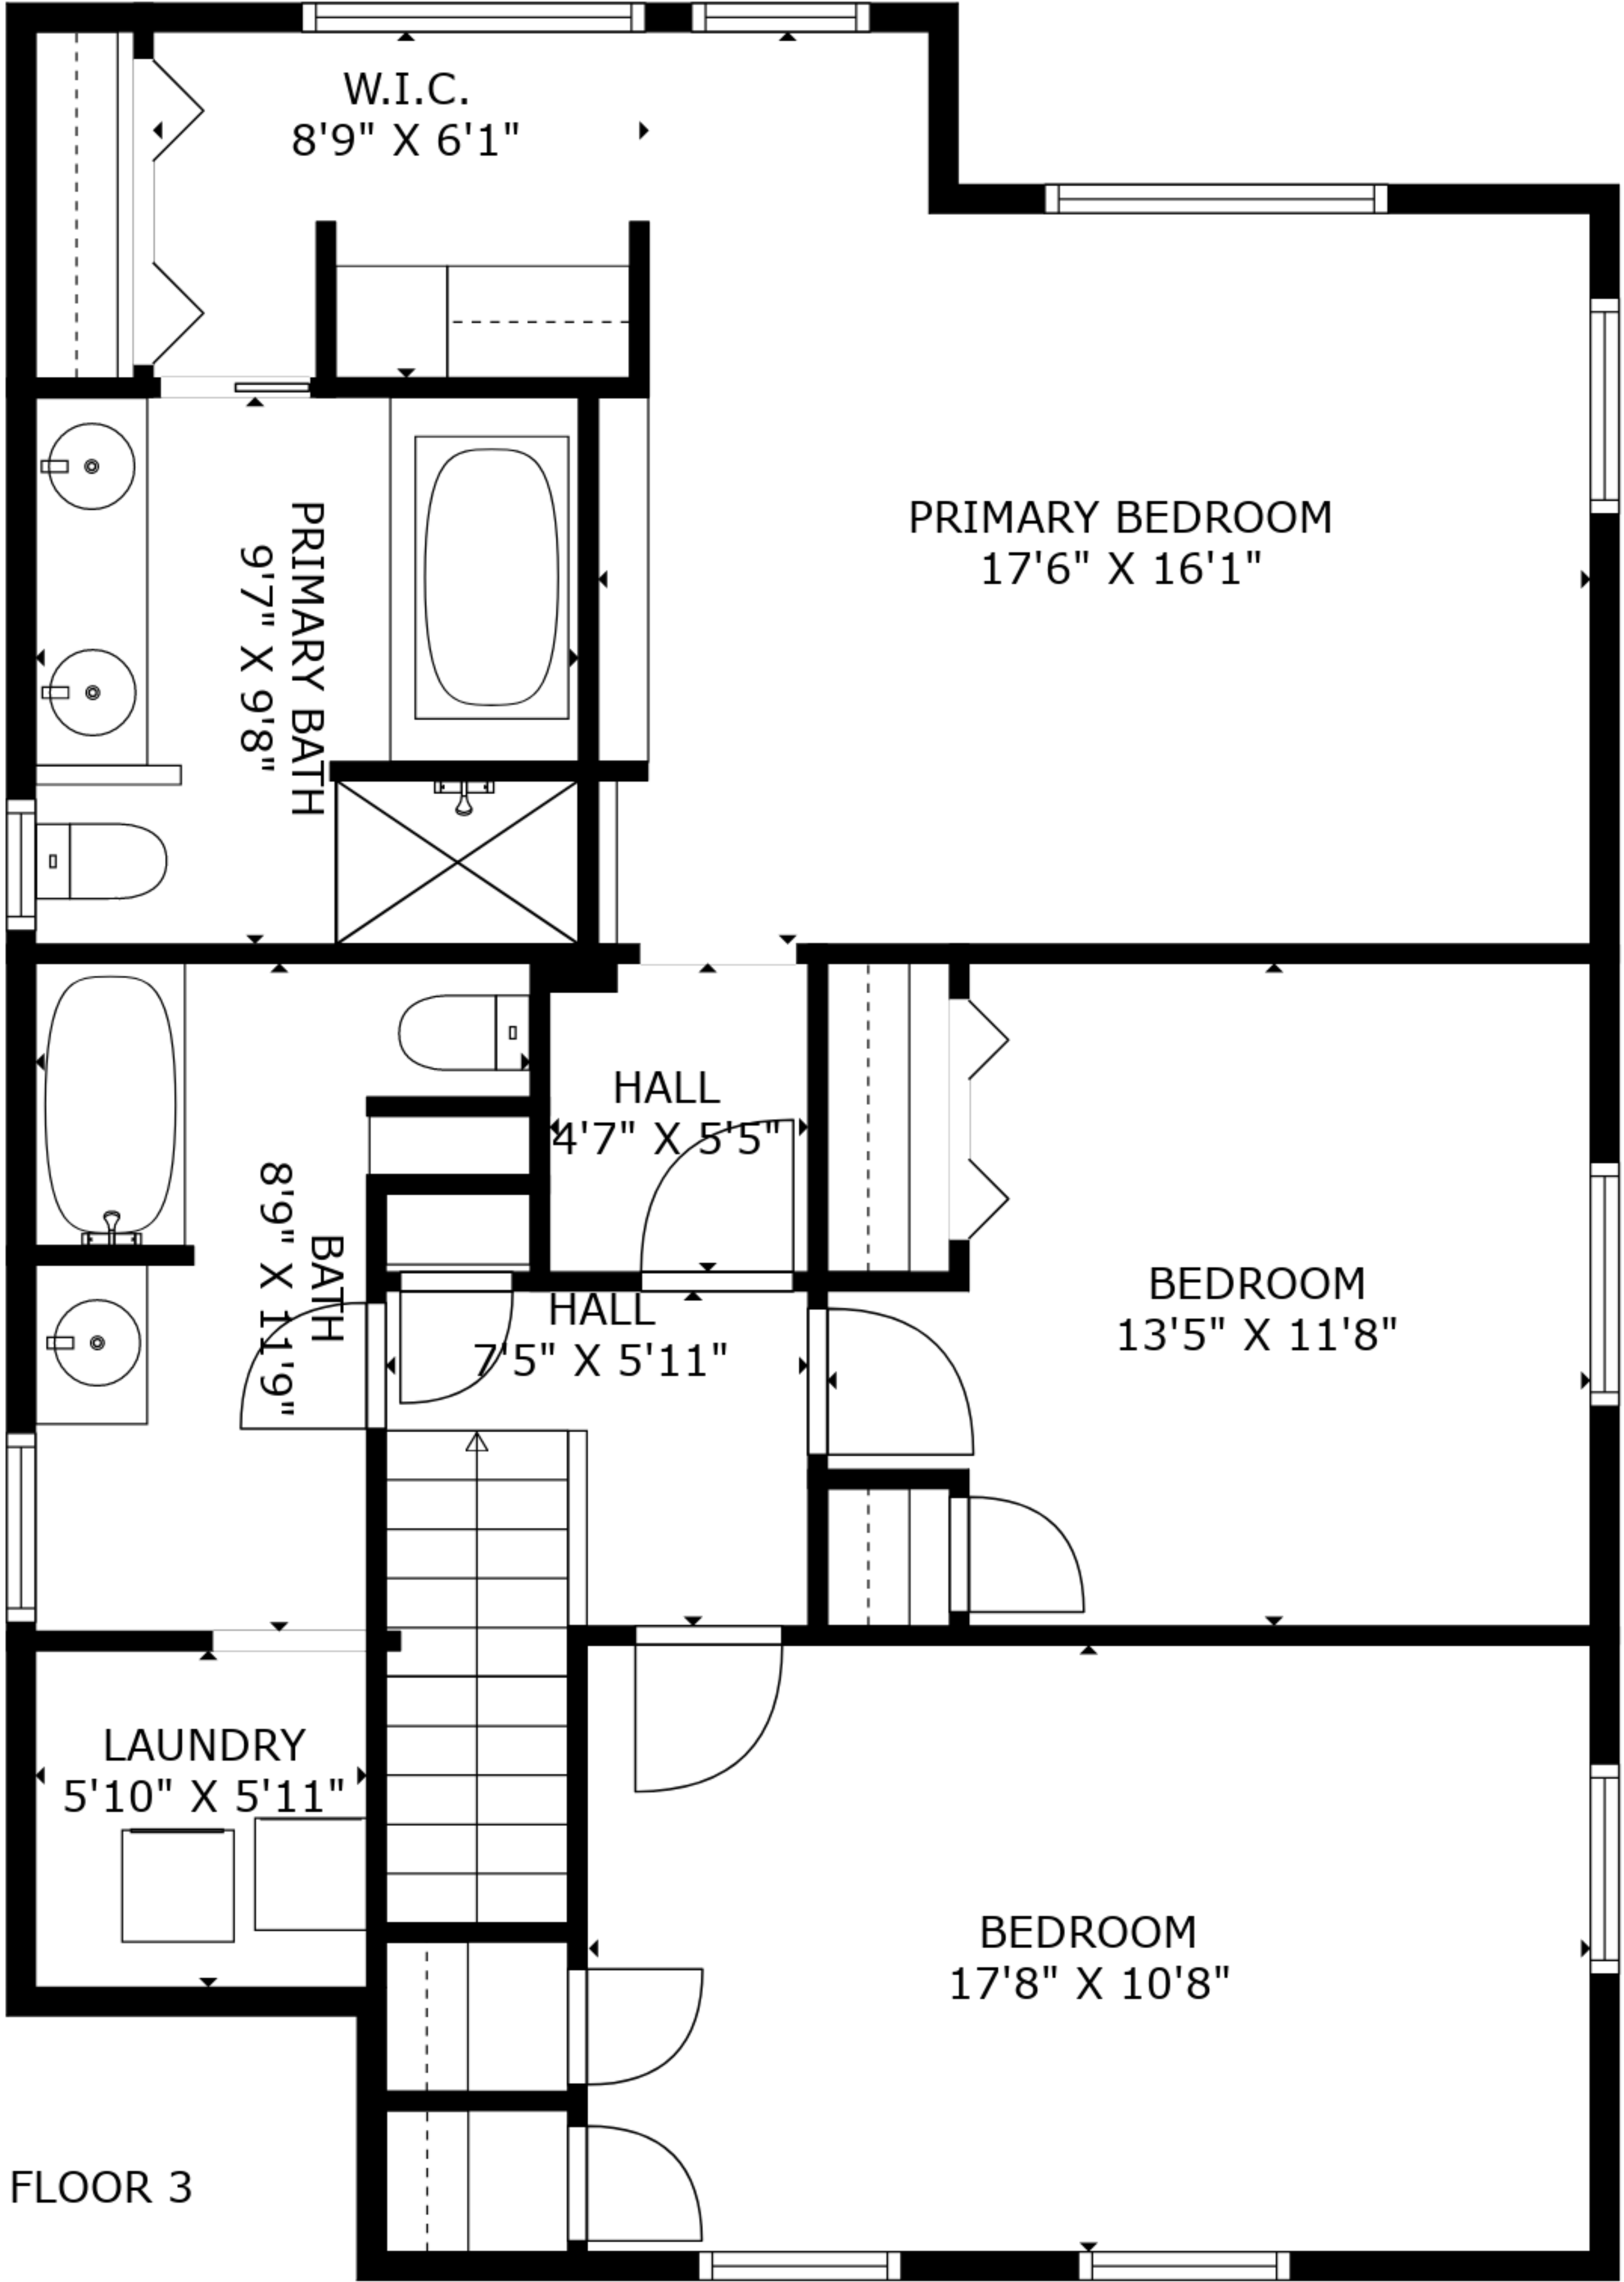 W.I.C.
8'9" X 6'1"
PRIMARY BEDROOM
17'6" X 16'1"
PRIMARY BATH
9'7" X 9'8"
HALL
4'7" X 5'5"
BATH
8'9" X 11'9"
HALL
7'5" X 5'11"
BEDROOM
13'5" X 11'8"
LAUNDRY
5'10" X 5'11"
BEDROOM
17'8" X 10'8"
FLOOR 3